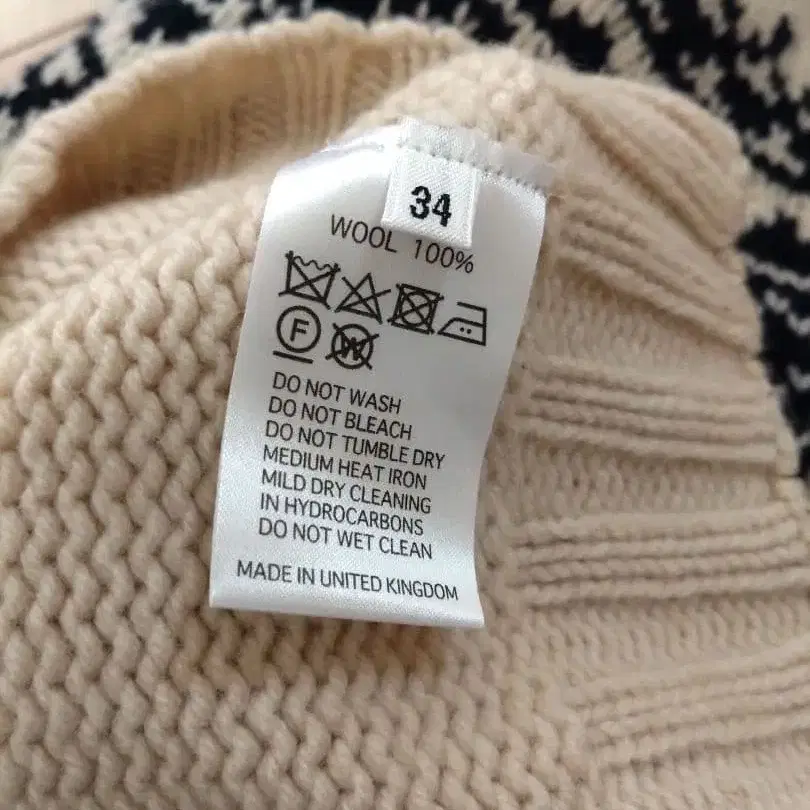 34
WOOL 100%
F W
DO NOT WASH
DO NOT BLEACH
DO NOT TUMBLE DRY
MEDIUM HEAT IRON
MILD DRY CLEANING
IN HYDROCARBONS
DO NOT WET CLEAN
MADE IN UNITED KINGDOM